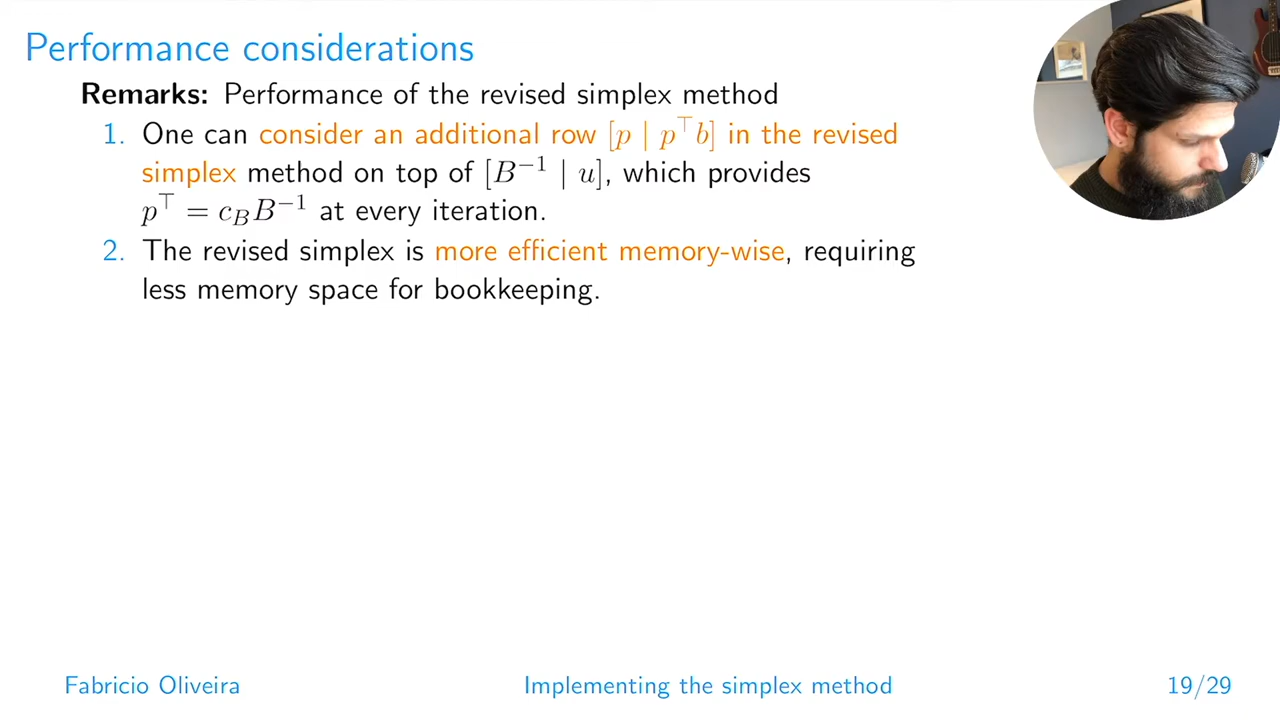 Performance considerations
Remarks: Performance of the revised simplex method
1. One can consider an additional row [p | p⊤b] in the revised
simplex method on top of [B⁻¹ | u], which provides
p⊤ = c_B B⁻¹ at every iteration.
2. The revised simplex is more efficient memory-wise, requiring
less memory space for bookkeeping.
Fabricio Oliveira
Implementing the simplex method
19/29